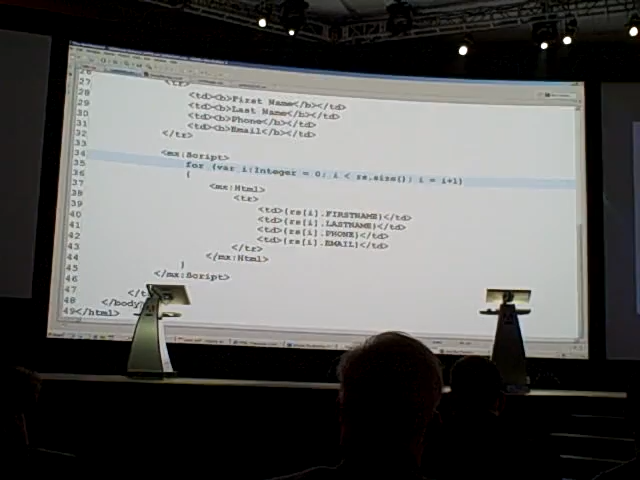 26
27 <tr>
28 <td><b>First Name</b></td>
29 <td><b>Last Name</b></td>
30 <td><b>Phone</b></td>
31 <td><b>Email</b></td>
32 </tr>
33
34 <mx:Script>
35 for (var i:Integer = 0; i < rs.size(); i = i+1)
36 {
37 <mx:Html>
38 <tr>
39 <td>{rs[i].FIRSTNAME}</td>
40 <td>{rs[i].LASTNAME}</td>
41 <td>{rs[i].PHONE}</td>
42 <td>{rs[i].EMAIL}</td>
43 </tr>
44 </mx:Html>
45 }
46 </mx:Script>
47
48 </body>
49 </html>